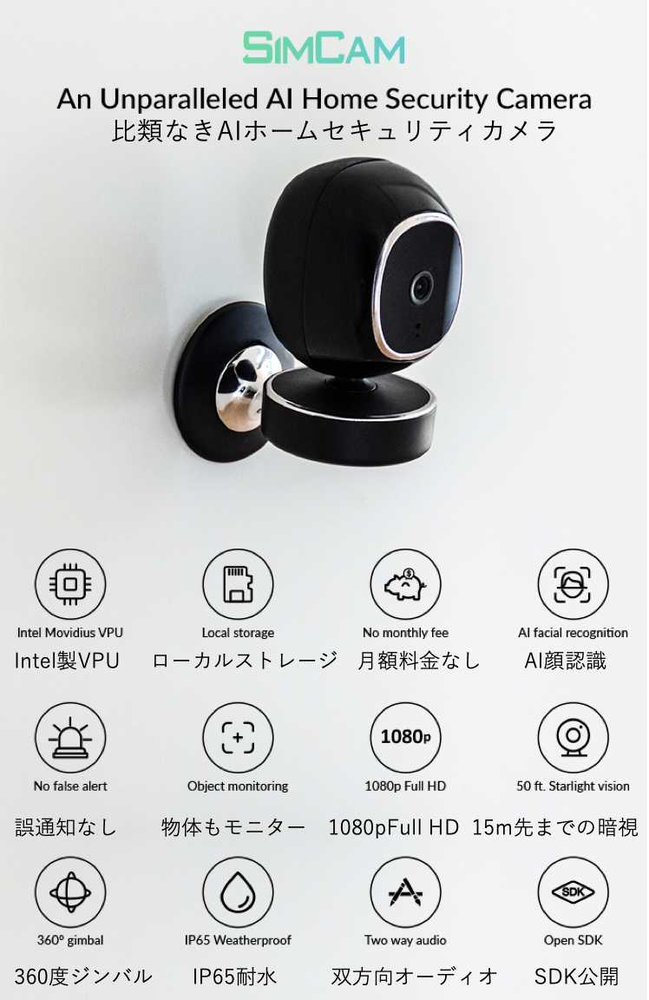 SIMCAM
An Unparalleled AI Home Security Camera
比類なきAIホームセキュリティカメラ
Intel Movidius VPU Local storage No monthly fee AI facial recognition
Intel製VPU ローカルストレージ 月額料金なし AI顔認識
1080p
No false alert Object monitoring 1080p Full HD 50 ft. Starlight vision
誤通知なし 物体もモニター 1080pFull HD 15m先までの暗視
SDK
360° gimbal IP65 Weatherproof Two way audio Open SDK
360度ジンバル IP65耐水 双方向オーディオ SDK公開